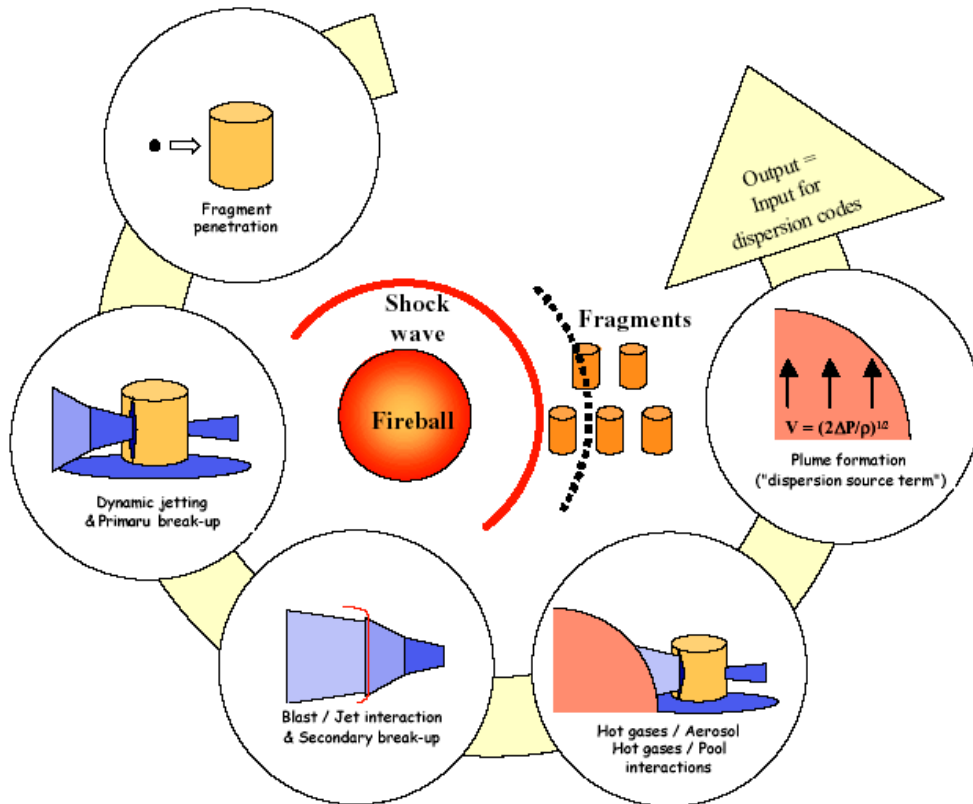 Fragment
penetration
Dynamic jetting
& Primaru break-up
Blast / Jet interaction
& Secondary break-up
Hot gases / Aerosol
Hot gases / Pool
interactions
V = (2ΔP/ρ)¹/²
Plume formation
("dispersion source term")
Output =
Input for
dispersion codes
Shock
wave
Fireball
Fragments